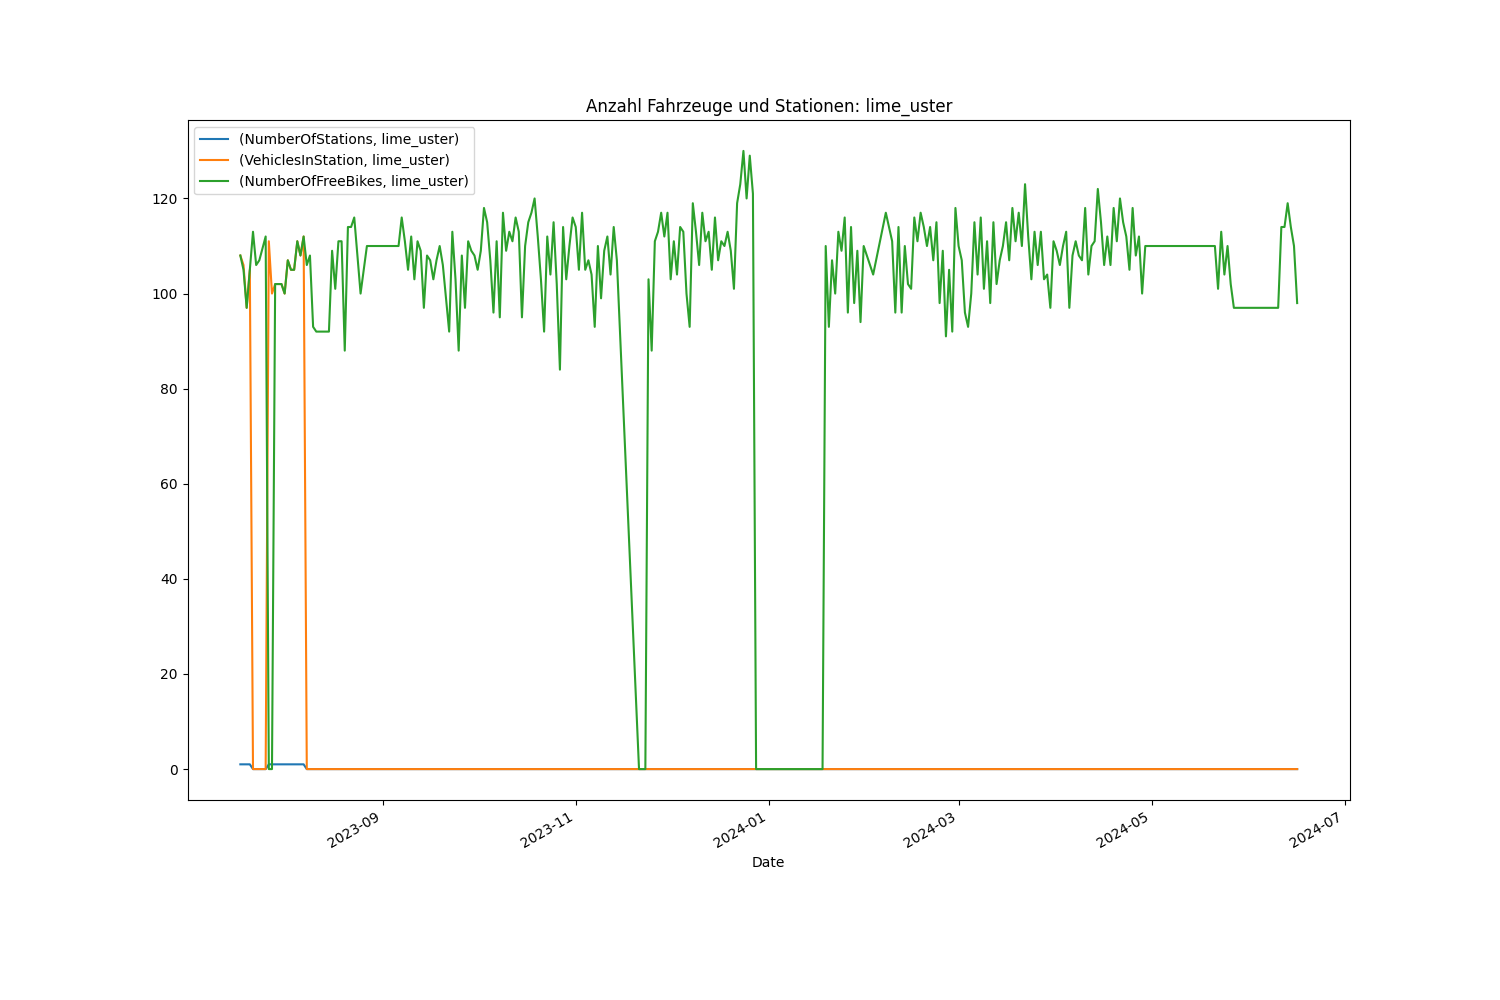 Anzahl Fahrzeuge und Stationen: lime_uster
(NumberOfStations, lime_uster)
(VehiclesInStation, lime_uster)
(NumberOfFreeBikes, lime_uster)
120
100
80
60
40
20
0
2023-09
2023-11
2024-01
2024-03
2024-05
2024-07
Date